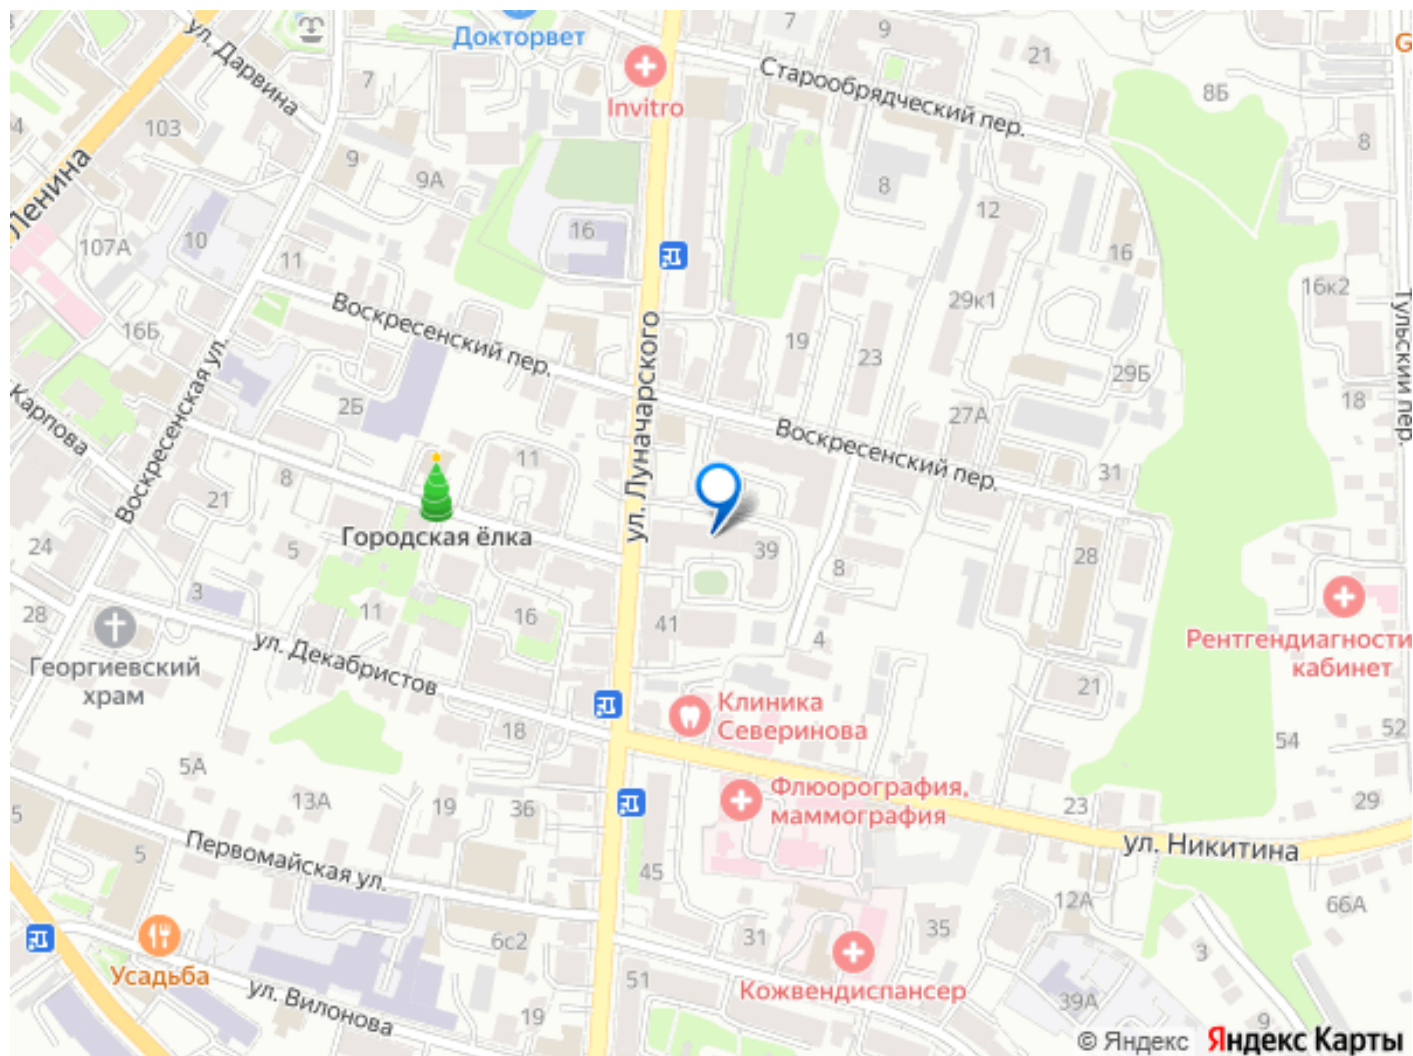 ул. Дарвина
Докторвет
7
9
21
G
Invitro
Старообрядческий пер.
8Б
7
103
4
9
9А
8
8
Ленина
107А
10
11
16
12
16
16Б
Воскресенский пер.
29к1
16к2
Тульский пер.
19
23
29Б
Карпова
Воскресенская ул.
2Б
ул. Луначарского
27А
18
Воскресенский пер.
8
11
31
21
24
Городская ёлка
5
39
8
28
3
28
11
16
41
4
Рентгендиагности
кабинет
Георгиевский
храм
ул. Декабристов
21
Клиника
Северинова
18
52
54
5А
Флюорография,
маммография
13А
19
36
23
29
5
5
Первомайская ул.
ул. Никитина
45
12А
66А
Усадьба
6с2
31
35
3
Кожвендиспансер
51
39А
ул. Вилонова
19
9
© Яндекс Яндекс Карты